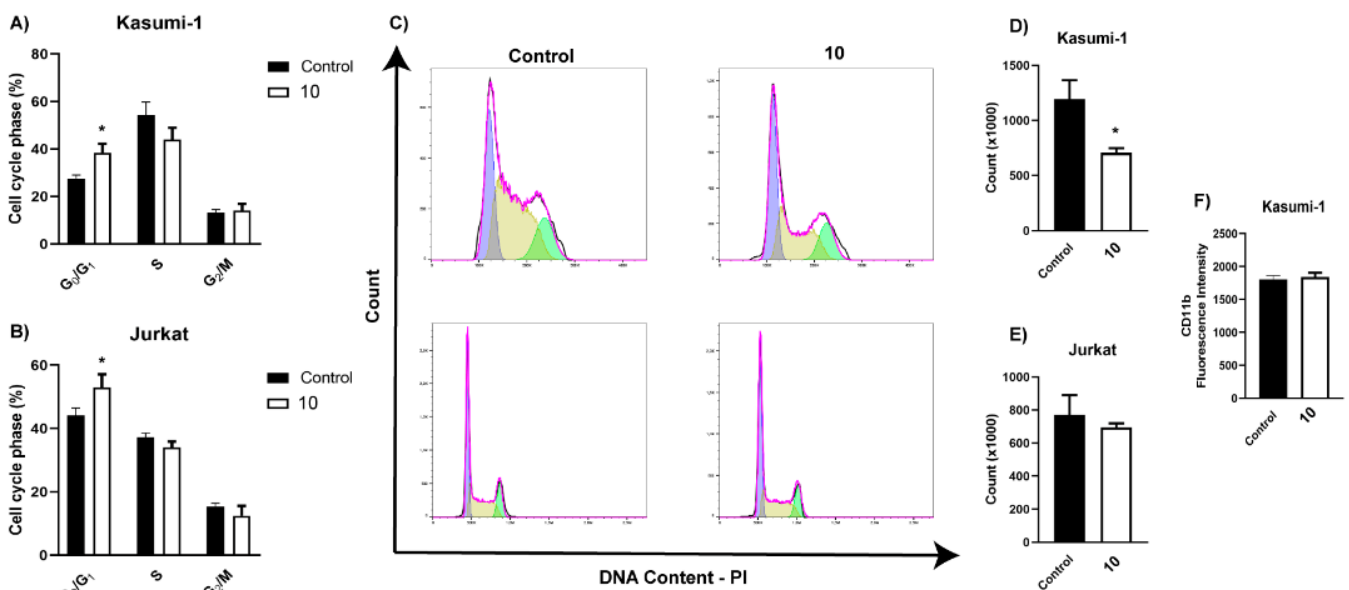 A)
Kasumi-1
Cell cycle phase (%)
80
60
40
20
0
*
G₀/G₁
S
G₂/M
Control
10
B)
Jurkat
Cell cycle phase (%)
60
40
20
0
*
S
Control
10
C)
Control
10
Count
DNA Content - PI
D)
Kasumi-1
Count (x1000)
1500
1000
500
0
*
Control
10
E)
Jurkat
Count (x1000)
1000
800
600
400
200
0
Control
10
F)
Kasumi-1
CD11b
Fluorescence Intensity
2500
2000
1500
1000
500
0
Control
10